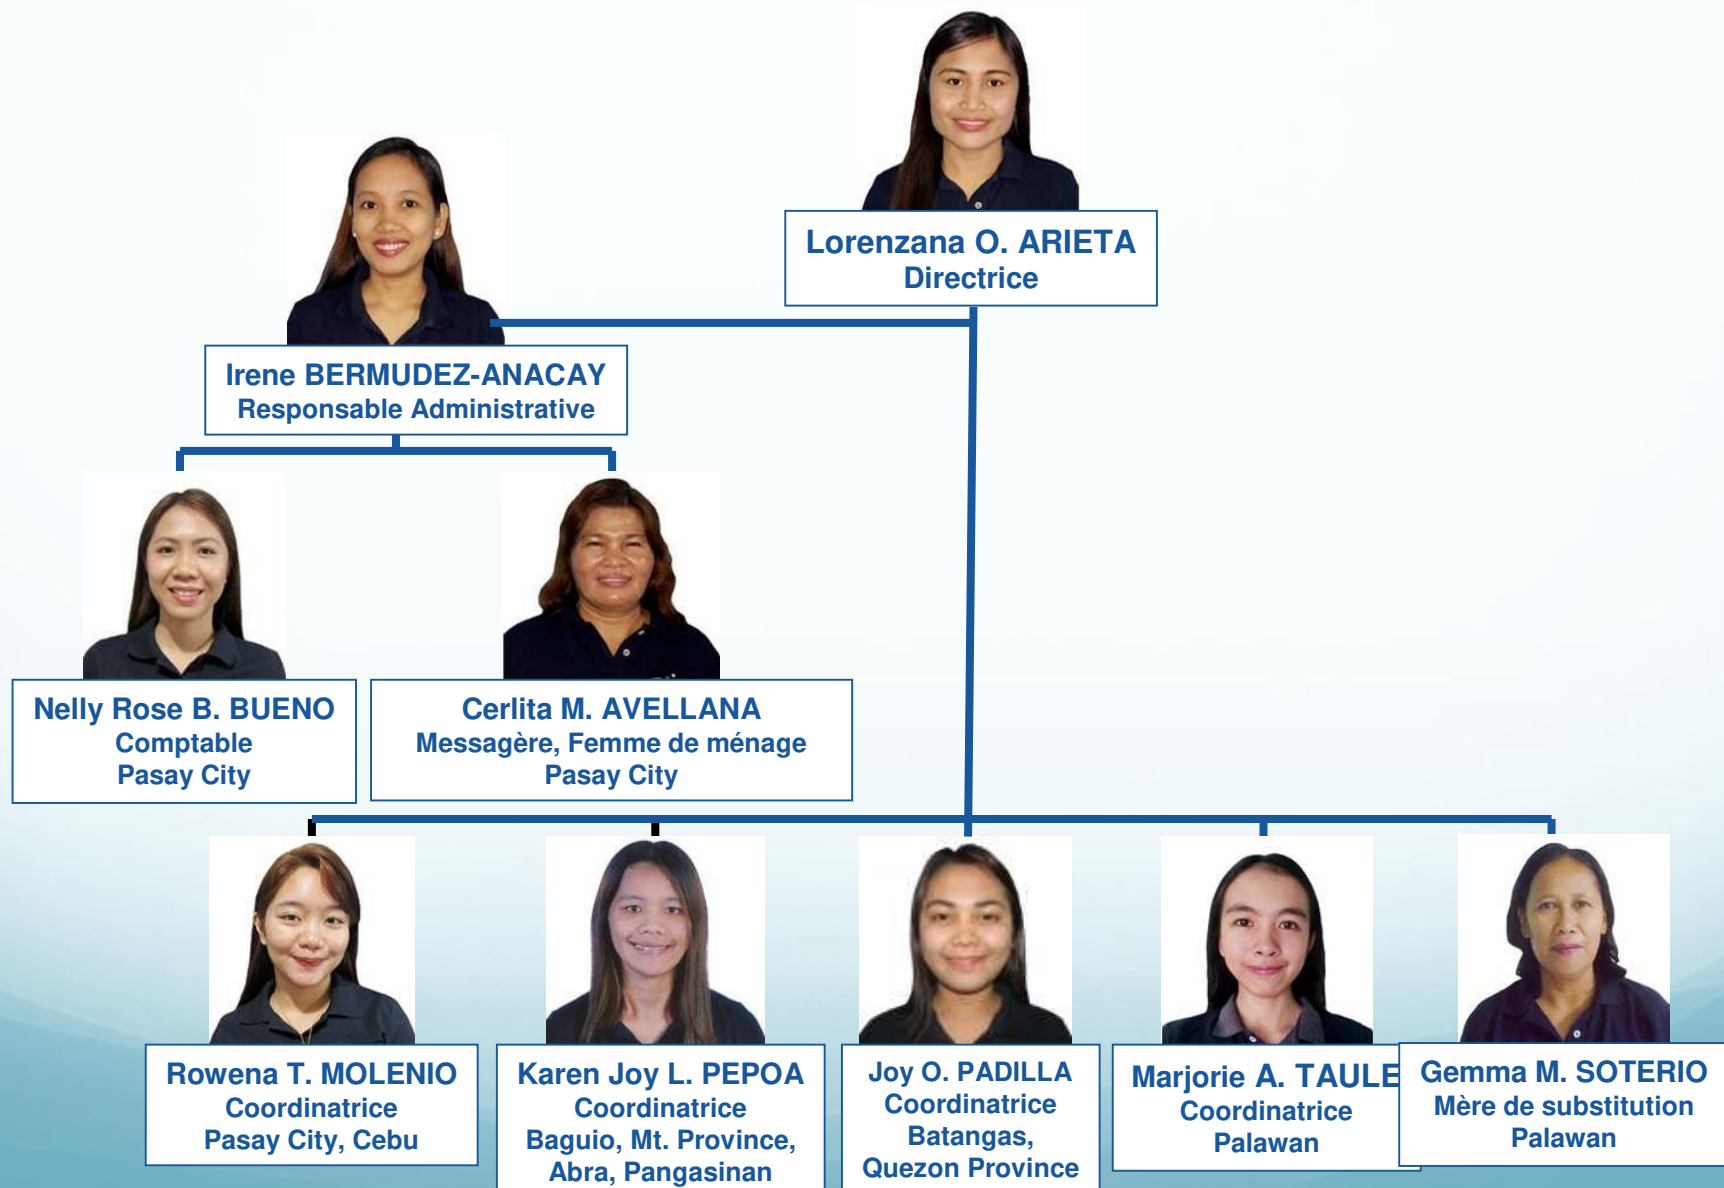 Lorenzana O. ARIETA
Directrice
Irene BERMUDEZ-ANACAY
Responsable Administrative
Nelly Rose B. BUENO
Comptable
Pasay City
Cerlita M. AVELLANA
Messagère, Femme de ménage
Pasay City
Rowena T. MOLENIO
Coordinatrice
Pasay City, Cebu
Karen Joy L. PEPOA
Coordinatrice
Baguio, Mt. Province,
Abra, Pangasinan
Joy O. PADILLA
Coordinatrice
Batangas,
Quezon Province
Marjorie A. TAULE
Coordinatrice
Palawan
Gemma M. SOTERIO
Mère de substitution
Palawan